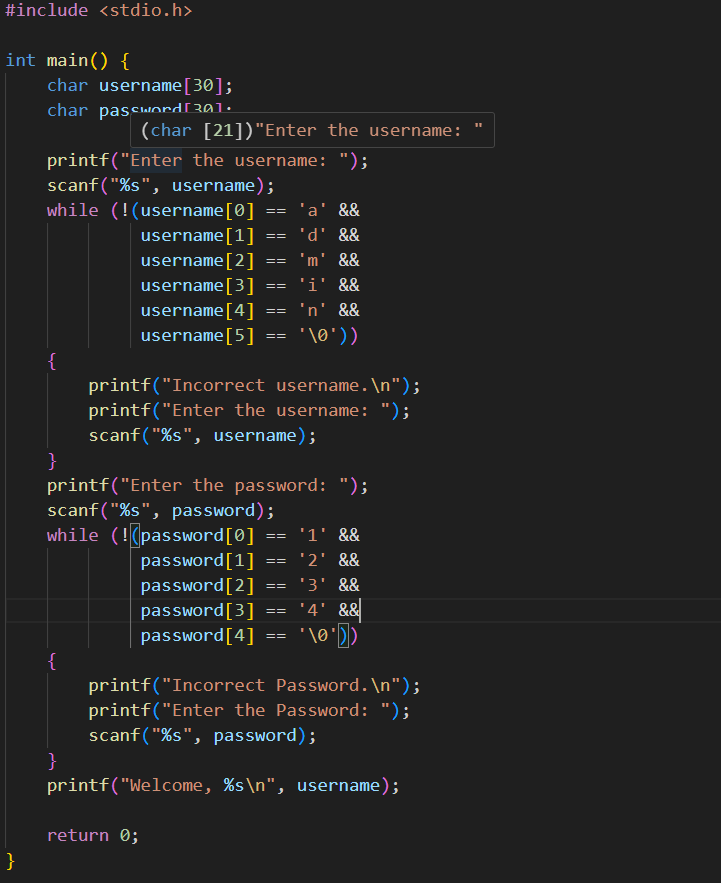 #include <stdio.h>
int main() {
    char username[30];
    char password[30];
(char [21])"Enter the username: "
    printf("Enter the username: ");
    scanf("%s", username);
    while (!(username[0] == 'a' &&
             username[1] == 'd' &&
             username[2] == 'm' &&
             username[3] == 'i' &&
             username[4] == 'n' &&
             username[5] == '\0'))
    {
        printf("Incorrect username.\n");
        printf("Enter the username: ");
        scanf("%s", username);
    }
    printf("Enter the password: ");
    scanf("%s", password);
    while (!(password[0] == '1' &&
             password[1] == '2' &&
             password[2] == '3' &&
             password[3] == '4' &&
             password[4] == '\0'))
    {
        printf("Incorrect Password.\n");
        printf("Enter the Password: ");
        scanf("%s", password);
    }
    printf("Welcome, %s\n", username);
    return 0;
}